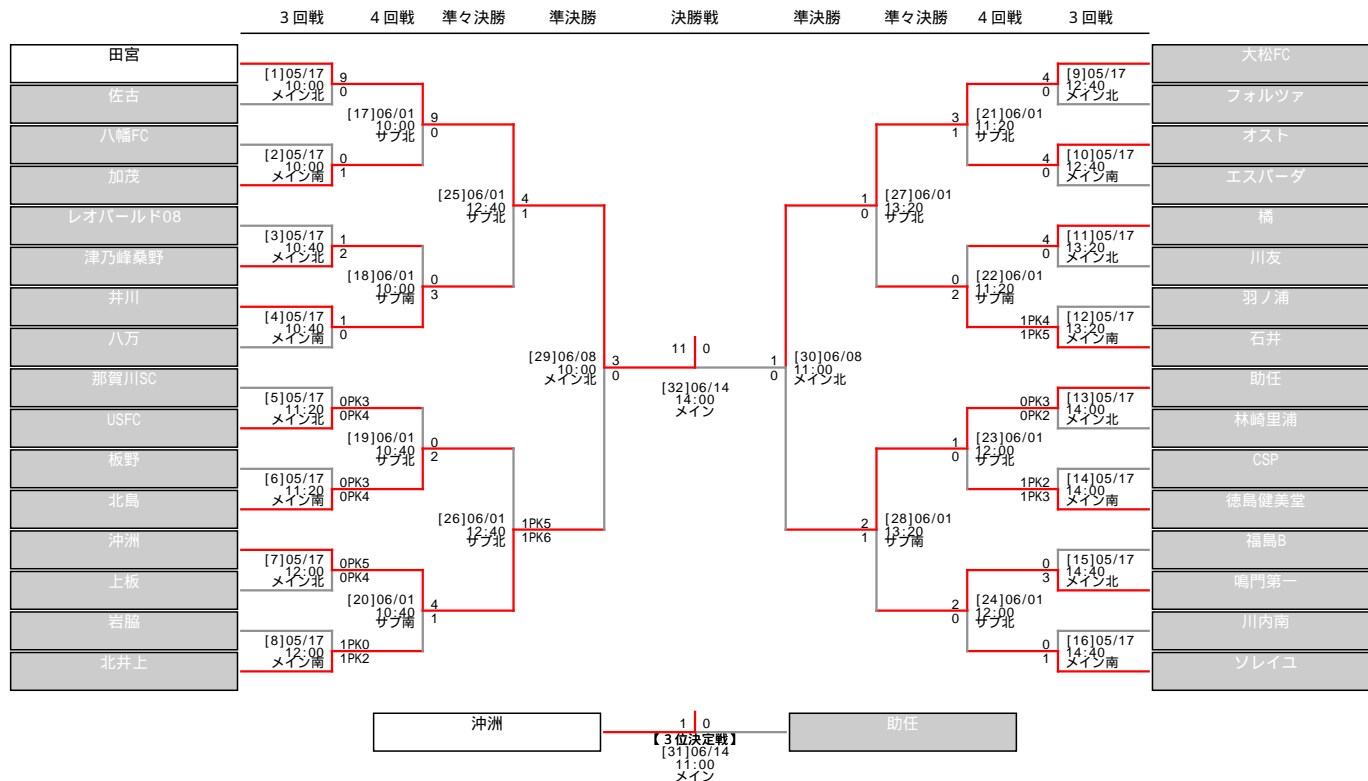 ３回戦 ４回戦 準々決勝 準決勝 決勝戦 準決勝 準々決勝 ４回戦 ３回戦
田宮
佐古
八幡FC
加茂
レオパールド08
津乃峰桑野
井川
八万
那賀川SC
USFC
板野
北島
沖洲
上板
岩脇
北井上
[1]05/17
10:00
メイン北
9
0
[2]05/17
10:00
メイン南
0
1
[3]05/17
10:40
メイン北
1
2
[4]05/17
10:40
メイン南
1
0
[5]05/17
11:20
メイン北
0PK3
0PK4
[6]05/17
11:20
メイン南
0PK3
0PK4
[7]05/17
12:00
メイン北
0PK5
0PK4
[8]05/17
12:00
メイン南
1PK0
1PK2
[17]06/01
10:00
サブ北
9
0
[18]06/01
10:00
サブ南
0
3
[19]06/01
10:40
サブ北
0
2
[20]06/01
10:40
サブ南
4
1
[25]06/01
12:40
サブ北
4
1
[26]06/01
12:40
サブ北
1PK5
1PK6
[29]06/08
10:00
メイン北
3
0
11 0
[32]06/14
14:00
メイン
1
0
[30]06/08
11:00
メイン北
1
0
[27]06/01
13:20
サブ北
2
1
[28]06/01
13:20
サブ南
3
1
[21]06/01
11:20
サブ北
0
2
[22]06/01
11:20
サブ南
1
0
[23]06/01
12:00
サブ北
2
0
[24]06/01
12:00
サブ北
4
0
[9]05/17
12:40
メイン北
4
0
[10]05/17
12:40
メイン南
4
0
[11]05/17
13:20
メイン北
1PK4
1PK5
[12]05/17
13:20
メイン南
0PK3
0PK2
[13]05/17
14:00
メイン北
1PK2
1PK3
[14]05/17
14:00
メイン南
0
3
[15]05/17
14:40
メイン北
0
1
[16]05/17
14:40
メイン南
大松FC
フォルツァ
オスト
エスパーダ
橘
川友
羽ノ浦
石井
助任
林崎里浦
CSP
徳島健美堂
福島B
鳴門第一
川内南
ソレイユ
沖洲 1 0 助任
【３位決定戦】
[31]06/14
11:00
メイン